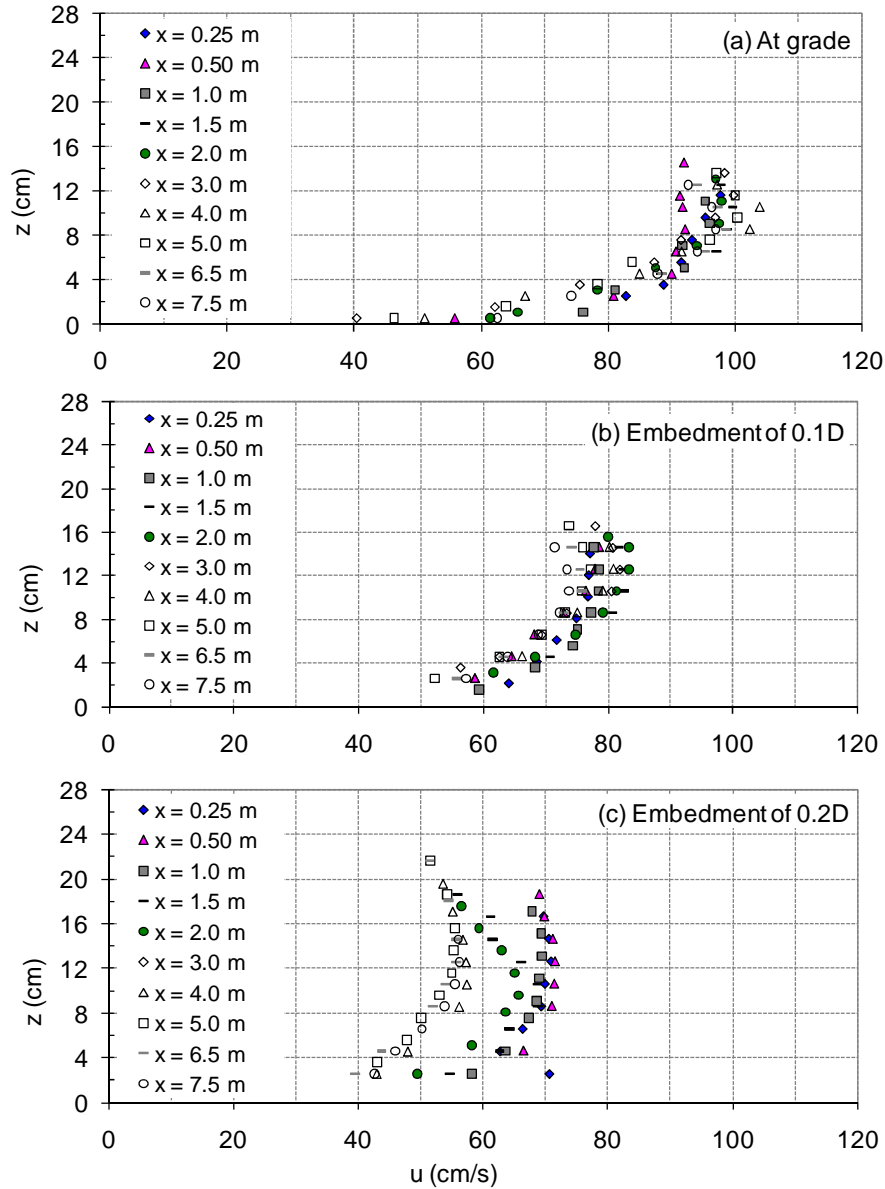 28
24
20
16
12
8
4
0
z (cm)
x = 0.25 m
x = 0.50 m
x = 1.0 m
x = 1.5 m
x = 2.0 m
x = 3.0 m
x = 4.0 m
x = 5.0 m
x = 6.5 m
x = 7.5 m
(a) At grade
0 20 40 60 80 100 120
28
24
20
16
12
8
4
0
z (cm)
x = 0.25 m
x = 0.50 m
x = 1.0 m
x = 1.5 m
x = 2.0 m
x = 3.0 m
x = 4.0 m
x = 5.0 m
x = 6.5 m
x = 7.5 m
(b) Embedment of 0.1D
0 20 40 60 80 100 120
28
24
20
16
12
8
4
0
z (cm)
x = 0.25 m
x = 0.50 m
x = 1.0 m
x = 1.5 m
x = 2.0 m
x = 3.0 m
x = 4.0 m
x = 5.0 m
x = 6.5 m
x = 7.5 m
(c) Embedment of 0.2D
0 20 40 60 80 100 120
u (cm/s)